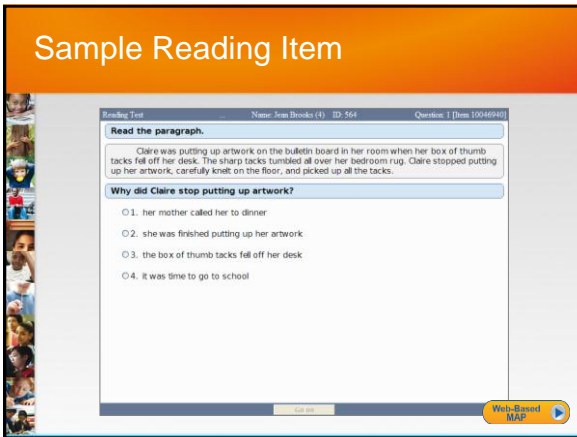 Sample Reading Item
Reading Test ... Name: Jenn Brooks (4) ID: 564 Question: 1 [Item 10046940]
Read the paragraph.
Claire was putting up artwork on the bulletin board in her room when her box of thumb
tacks fell off her desk. The sharp tacks tumbled all over her bedroom rug. Claire stopped putting
up her artwork, carefully knelt on the floor, and picked up all the tacks.
Why did Claire stop putting up artwork?
1. her mother called her to dinner
2. she was finished putting up her artwork
3. the box of thumb tacks fell off her desk
4. it was time to go to school
Go on
Web-Based
MAP